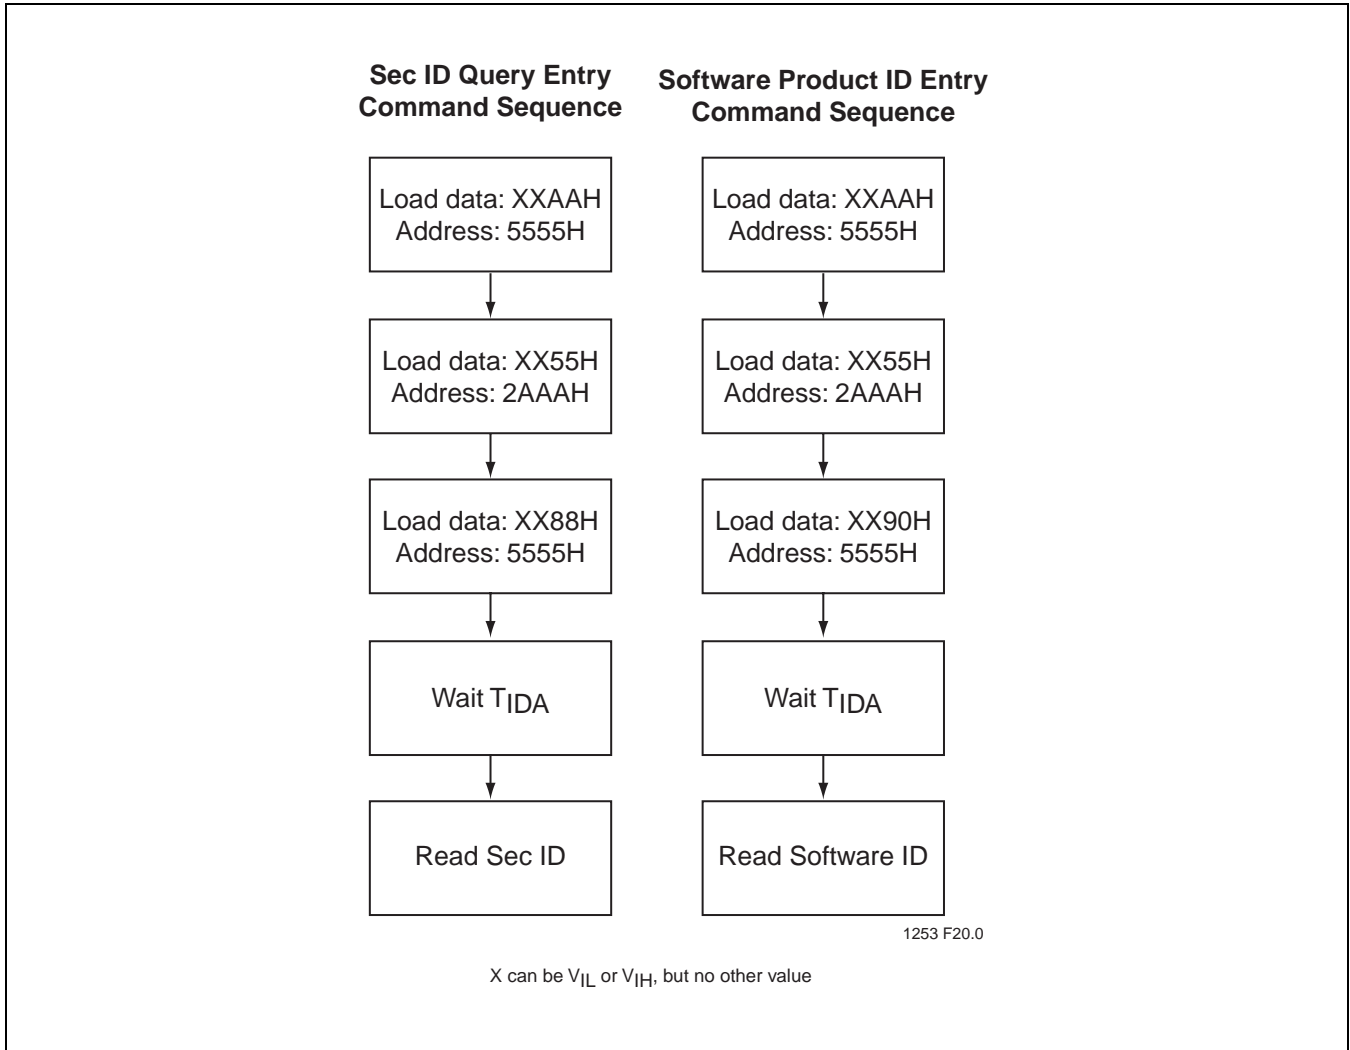 Sec ID Query Entry
Command Sequence
Load data: XXAAH
Address: 5555H
Load data: XX55H
Address: 2AAAH
Load data: XX88H
Address: 5555H
Wait TIDA
Read Sec ID
Software Product ID Entry
Command Sequence
Load data: XXAAH
Address: 5555H
Load data: XX55H
Address: 2AAAH
Load data: XX90H
Address: 5555H
Wait TIDA
Read Software ID
1253 F20.0
X can be VIL or VIH, but no other value